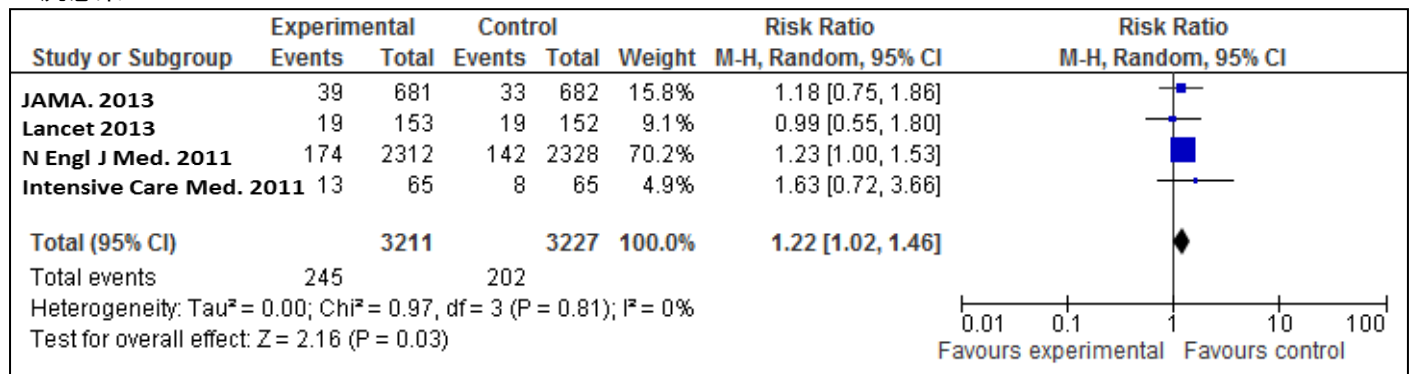 Experimental Control Risk Ratio Risk Ratio
Study or Subgroup Events Total Events Total Weight M-H, Random, 95% CI M-H, Random, 95% CI
JAMA. 2013 39 681 33 682 15.8% 1.18 [0.75, 1.86]
Lancet 2013 19 153 19 152 9.1% 0.99 [0.55, 1.80]
N Engl J Med. 2011 174 2312 142 2328 70.2% 1.23 [1.00, 1.53]
Intensive Care Med. 2011 13 65 8 65 4.9% 1.63 [0.72, 3.66]
Total (95% CI) 3211 3227 100.0% 1.22 [1.02, 1.46]
Total events 245 202
Heterogeneity: Tau² = 0.00; Chi² = 0.97, df = 3 (P = 0.81); I² = 0%
Test for overall effect: Z = 2.16 (P = 0.03)
0.01 0.1 1 10 100
Favours experimental Favours control